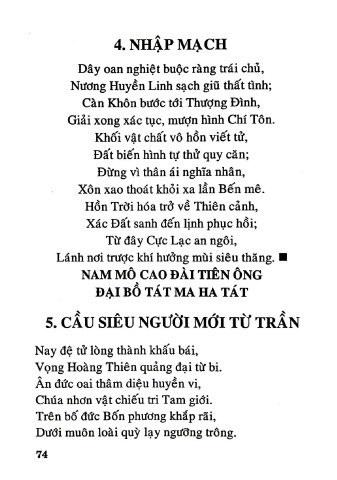 4. NHẬP MẠCH
Dây oan nghiệt buộc ràng trái chủ,
Nương Huyền Linh sạch giũ thất tình;
Càn Khôn bước tới Thượng Đình,
Giải xong xác tục, mượn hình Chí Tôn.
Khối vật chất vô hồn viết tử,
Đất biến hình tự thử quy căn;
Đừng vì thân ái nghĩa nhân,
Xôn xao thoát khỏi xa lần Bến mê.
Hồn Trời hóa trở về Thiên cảnh,
Xác Đất sanh đến lịnh phục hồi;
Từ đây Cực Lạc an ngôi,
Lánh nơi trược khí hưởng mùi siêu thăng. ■
NAM MÔ CAO ĐÀI TIÊN ÔNG
ĐẠI BỒ TÁT MA HA TÁT
5. CẦU SIÊU NGƯỜI MỚI TỪ TRẦN
Nay đệ tử lòng thành khấu bái,
Vọng Hoàng Thiên quảng đại từ bi.
Ân đức oai thâm diệu huyền vi,
Chúa nhơn vật chiếu tri Tam giới.
Trên bố đức Bốn phương khắp rãi,
Dưới muôn loài quỳ lạy ngưỡng trông.
74